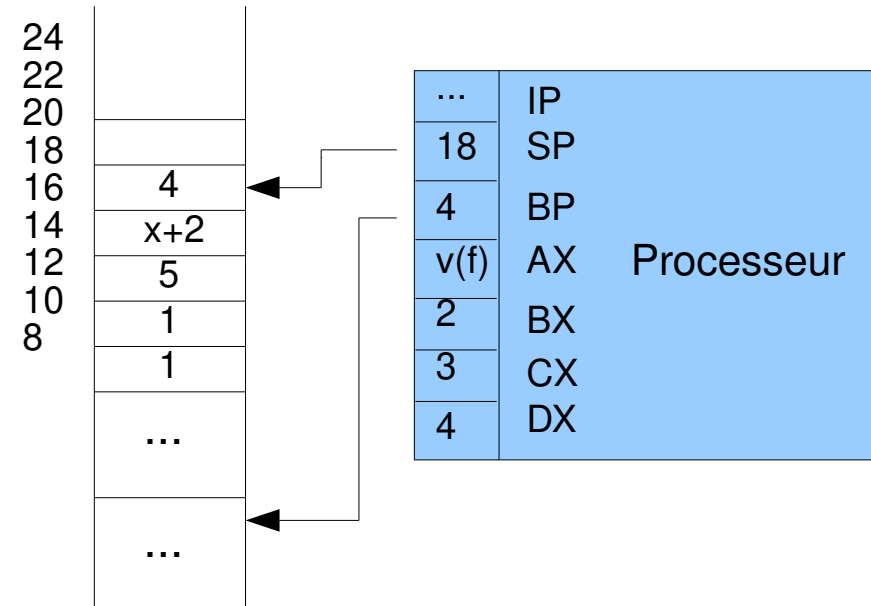 24
22
20
18
16
14
12
10
8
4
x+2
5
1
1
...
...
... IP
18 SP
4 BP
v(f) AX Processeur
2 BX
3 CX
4 DX